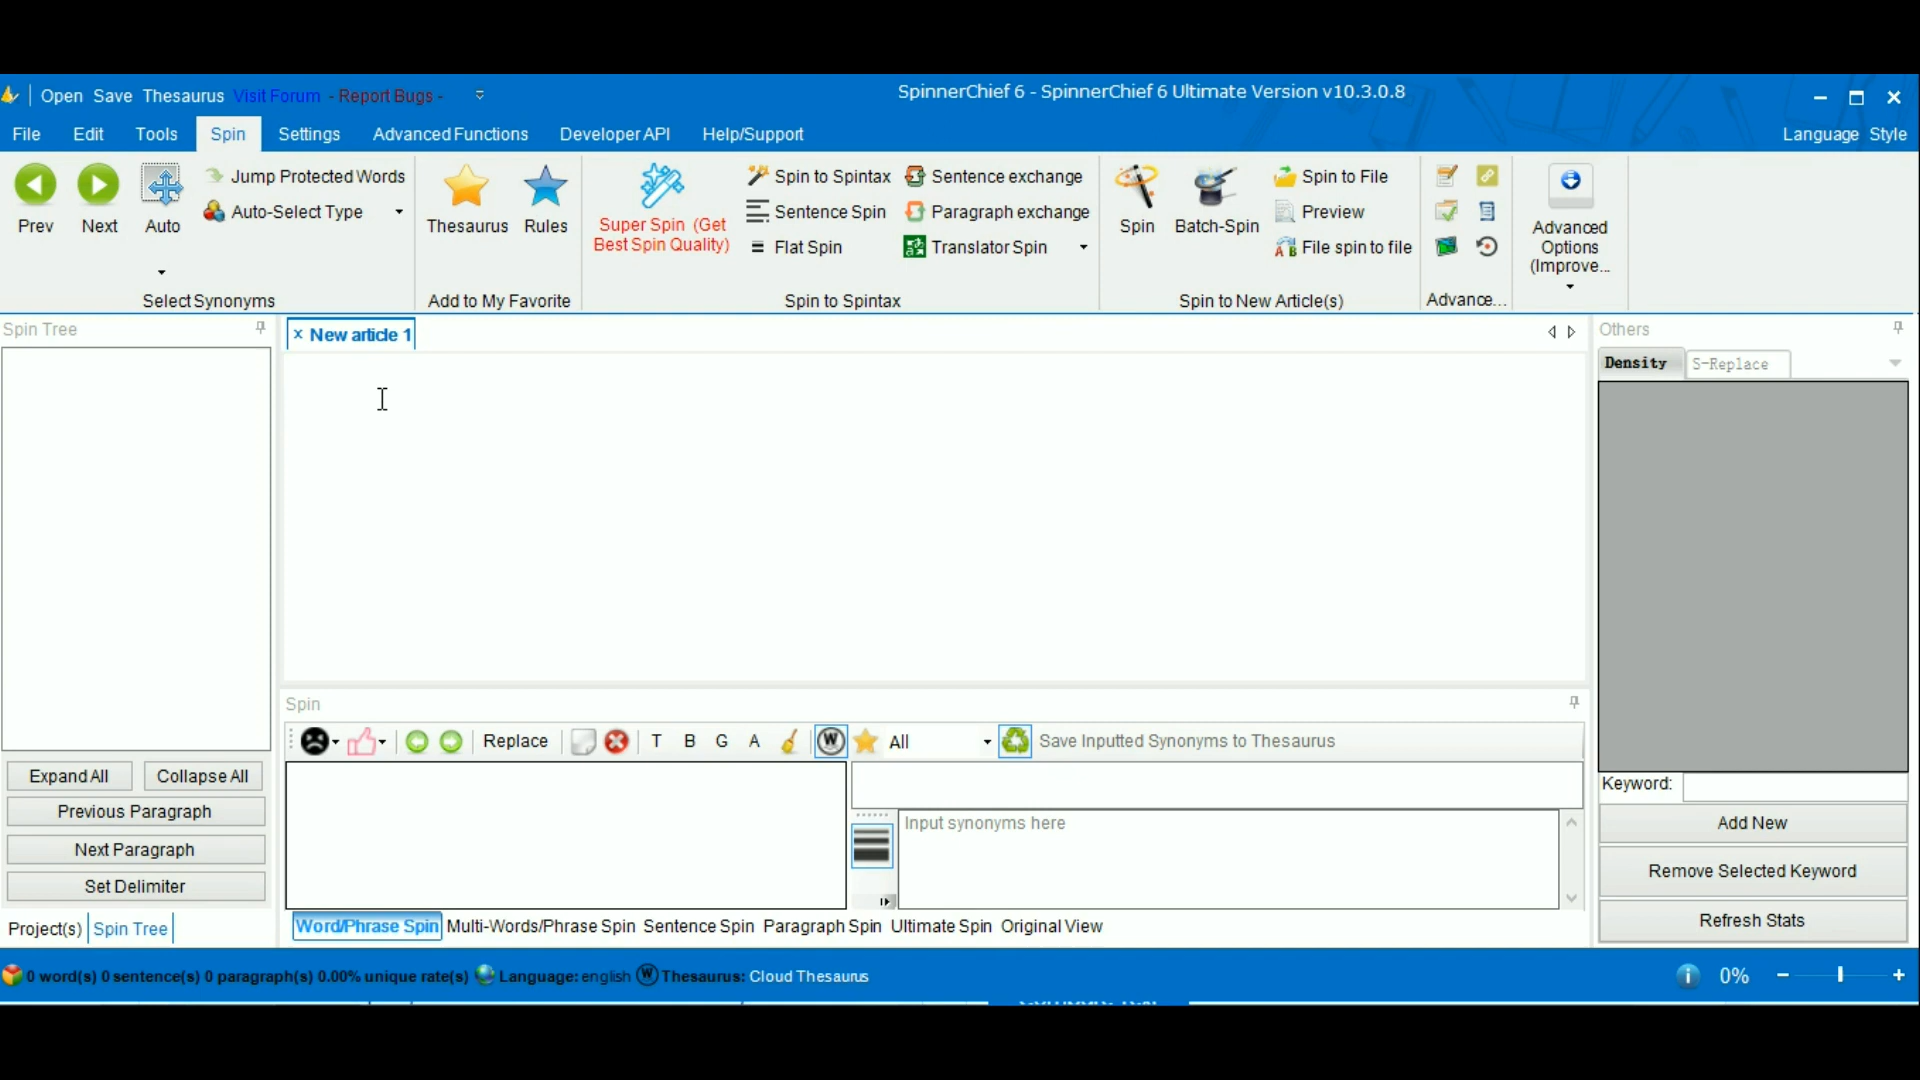 Open Save Thesaurus Visit Forum - Report Bugs -
SpinnerChief 6 - SpinnerChief 6 Ultimate Version v10.3.0.8
File Edit Tools Spin Settings Advanced Functions Developer API Help/Support Language Style
Prev Next Auto
Jump Protected Words
Auto-Select Type
Select Synonyms
Thesaurus Rules
Add to My Favorite
Super Spin (Get
Best Spin Quality)
Spin to Spintax
Sentence Spin
Flat Spin
Sentence exchange
Paragraph exchange
Translator Spin
Spin to Spintax
Spin Batch-Spin
Spin to File
Preview
File spin to file
Spin to New Article(s)
Advance...
Advanced
Options
(Improve...
Spin Tree
x New article 1
Others
Density S-Replace
Expand All Collapse All
Previous Paragraph
Next Paragraph
Set Delimiter
Project(s) Spin Tree
Spin
Replace T B G A W All Save Inputted Synonyms to Thesaurus
Input synonyms here
Word/Phrase Spin Multi-Words/Phrase Spin Sentence Spin Paragraph Spin Ultimate Spin Original View
Keyword:
Add New
Remove Selected Keyword
Refresh Stats
0 word(s) 0 sentence(s) 0 paragraph(s) 0.00% unique rate(s) Language: english W Thesaurus: Cloud Thesaurus
0%